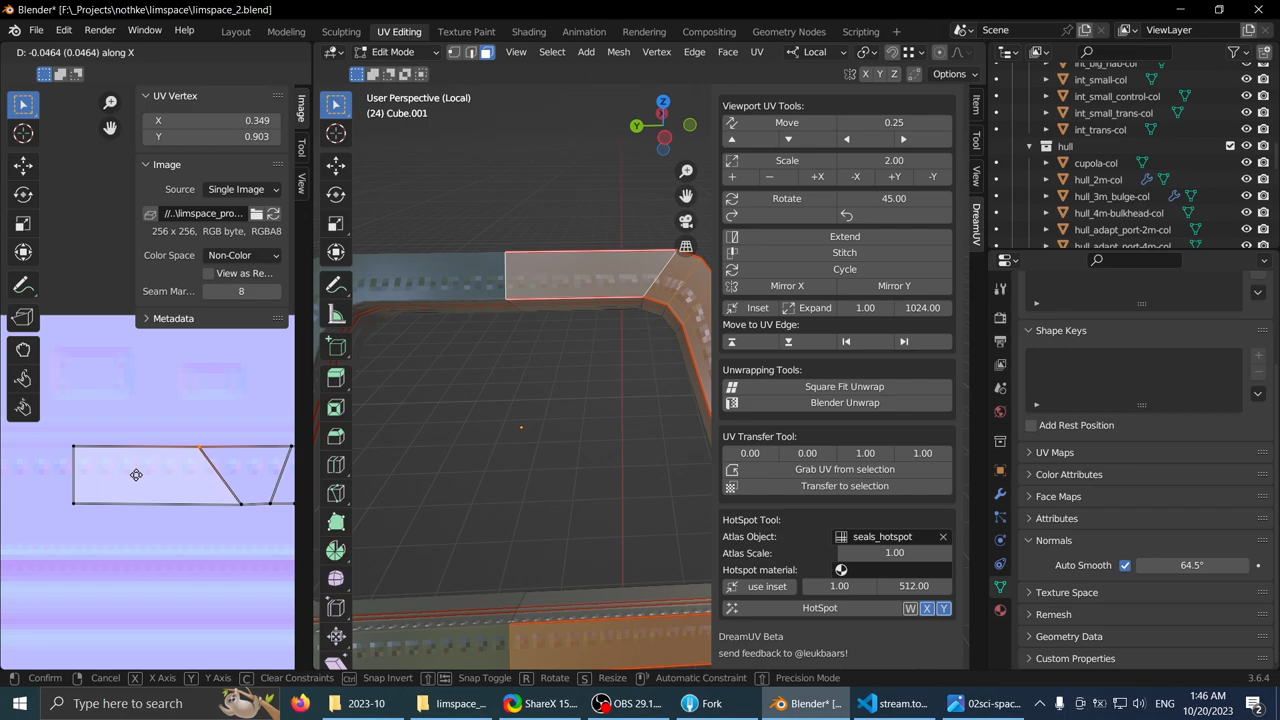 Blender* [F:\_Projects\nothke\limspace\limspace_2.blend]
File Edit Render Window Help Layout Modeling Sculpting UV Editing Texture Paint Shading Animation Rendering Compositing Geometry Nodes Scripting Scene ViewLayer
D: -0.0464 (0.0464) along X
Edit Mode View Select Add Mesh Vertex Edge Face UV Local
X Y Z Options
UV Vertex
X 0.349
Y 0.903
Image
Source Single Image
//..\limspace_pro...
256 x 256, RGB byte, RGBA8
Color Space Non-Color
View as Re...
Seam Mar... 8
Metadata
Image
Tool
View
User Perspective (Local)
(24) Cube.001
Z
Y
Viewport UV Tools:
Move 0.25
Scale 2.00
+ − +X -X +Y -Y
Rotate 45.00
Extend
Stitch
Cycle
Mirror X Mirror Y
Inset Expand 1.00 1024.00
Move to UV Edge:
Unwrapping Tools:
Square Fit Unwrap
Blender Unwrap
UV Transfer Tool:
0.00 0.00 1.00 1.00
Grab UV from selection
Transfer to selection
HotSpot Tool:
Atlas Object: seals_hotspot
Atlas Scale: 1.00
Hotspot material:
use inset 1.00 512.00
HotSpot W X Y
DreamUV Beta
send feedback to @leukbaars!
Item
Tool
View
DreamUV
int_big_hab-col
int_small-col
int_small_control-col
int_small_trans-col
int_trans-col
hull
cupola-col
hull_2m-col
hull_3m_bulge-col
hull_4m-bulkhead-col
hull_adapt_port-2m-col
hull_adapt_port-4m-col
Shape Keys
Add Rest Position
UV Maps
Color Attributes
Face Maps
Attributes
Normals
Auto Smooth 64.5°
Texture Space
Remesh
Geometry Data
Custom Properties
Confirm Cancel X X Axis Y Y Axis C Clear Constraints Snap Invert Snap Toggle R Rotate S Resize Automatic Constraint Precision Mode 3.6.4
Type here to search 2023-10 limspace_... ShareX 15.... OBS 29.1.... Fork Blender* [... stream.to... 02sci-spac... ENG 1:46 AM
10/20/2023 2